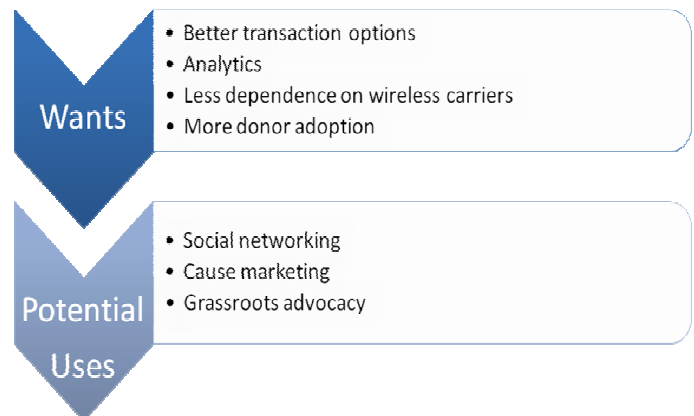 Wants
• Better transaction options
• Analytics
• Less dependence on wireless carriers
• More donor adoption
Potential
Uses
• Social networking
• Cause marketing
• Grassroots advocacy